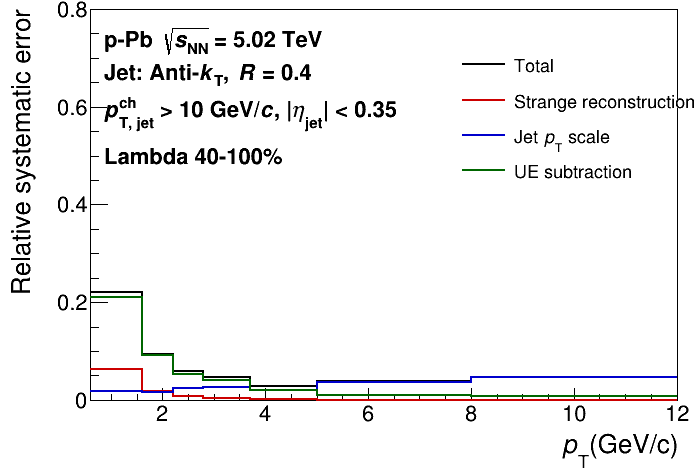 Relative systematic error
0.8
0.6
0.4
0.2
0
p-Pb √sNN = 5.02 TeV
Jet: Anti-kT, R = 0.4
p ch T, jet > 10 GeV/c, |ηjet| < 0.35
Lambda 40-100%
Total
Strange reconstruction
Jet pT scale
UE subtraction
2 4 6 8 10 12
pT(GeV/c)